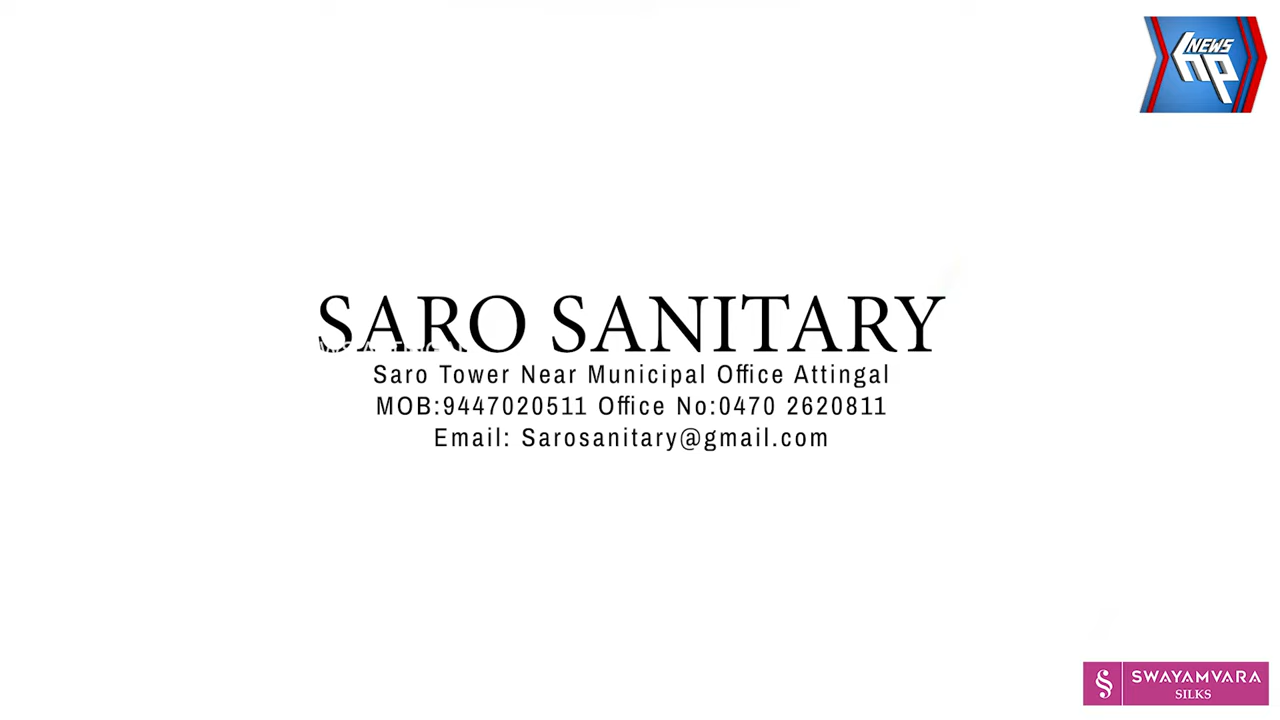 NEWS
hp
SARO SANITARY
Saro Tower Near Municipal Office Attingal
MOB:9447020511 Office No:0470 2620811
Email: Sarosanitary@gmail.com
SWAYAMVARA
SILKS